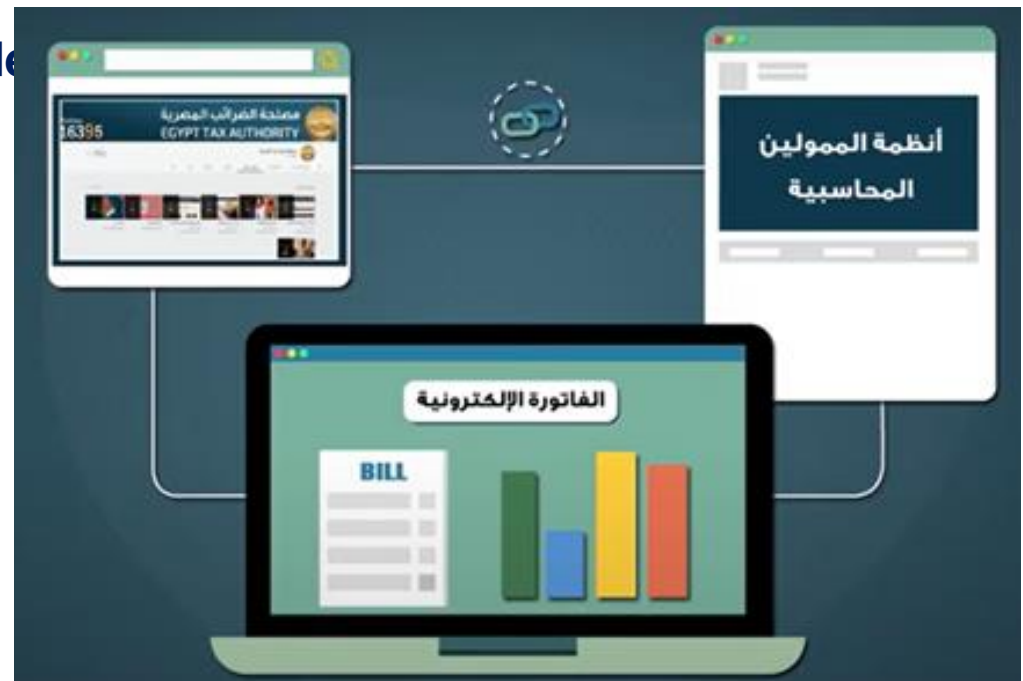 مصلحة الضرائب المصرية
EGYPT TAX AUTHORITY
16395
أنظمة الممولين
المحاسبية
الفاتورة الإلكترونية
BILL